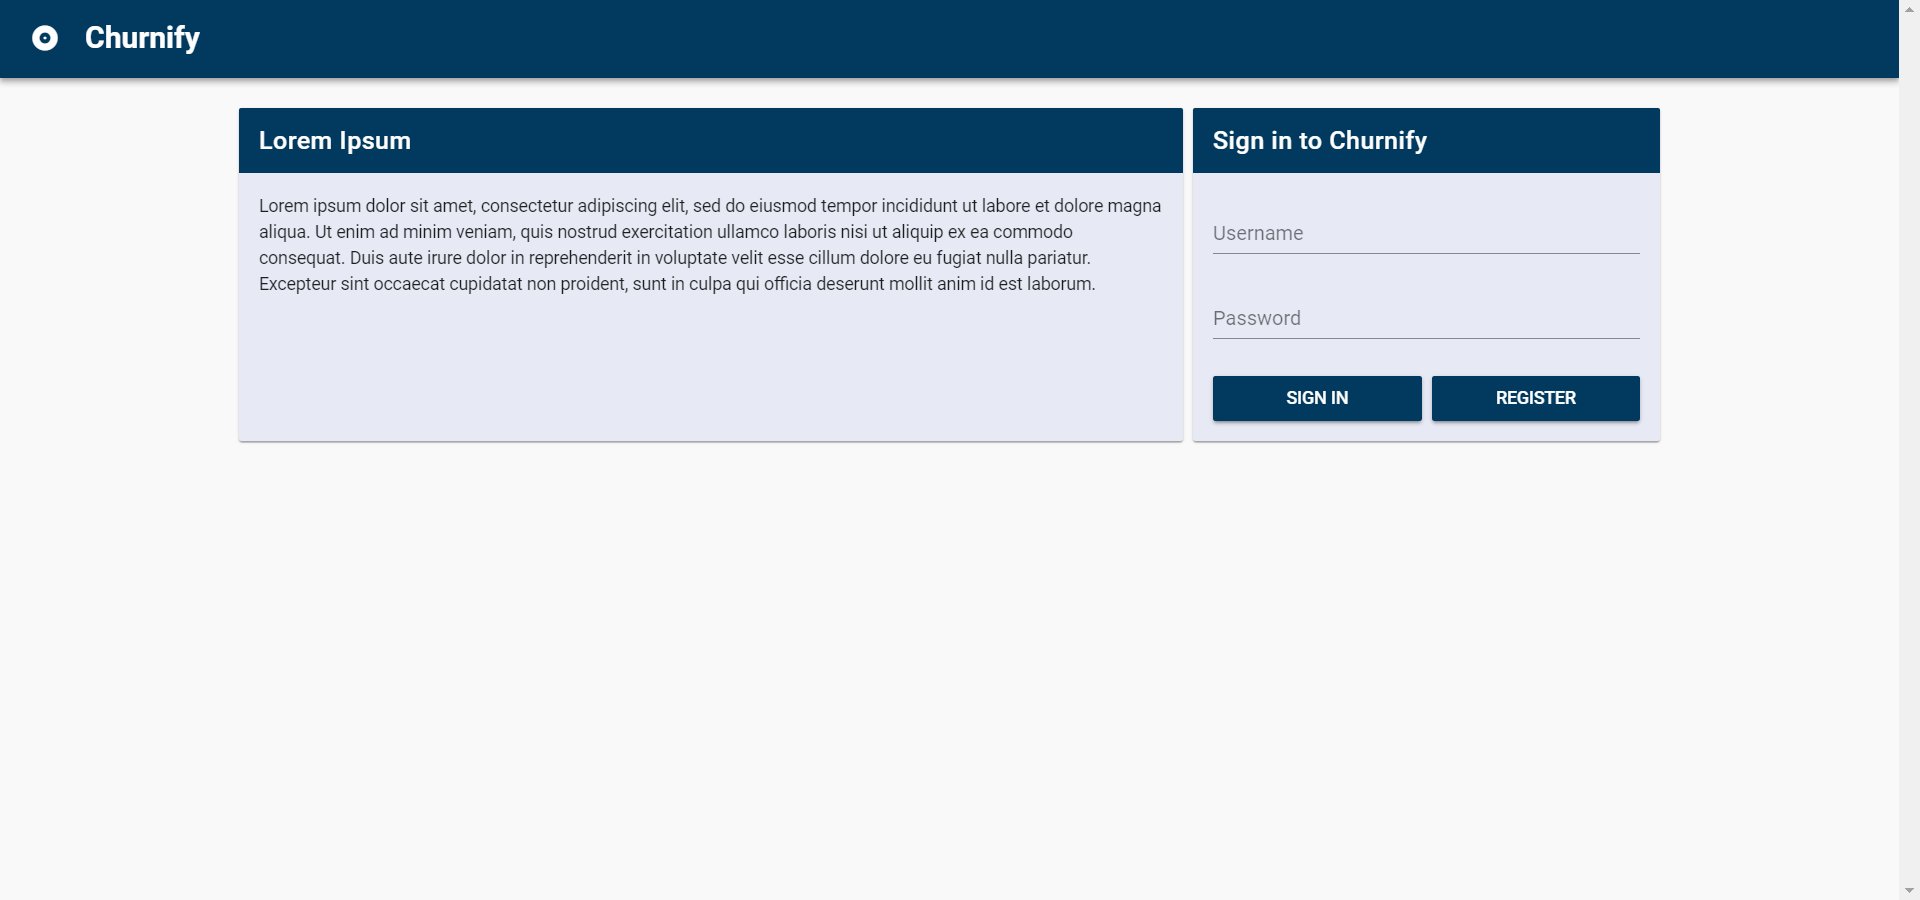 Churnify
Lorem Ipsum
Lorem ipsum dolor sit amet, consectetur adipiscing elit, sed do eiusmod tempor incididunt ut labore et dolore magna
aliqua. Ut enim ad minim veniam, quis nostrud exercitation ullamco laboris nisi ut aliquip ex ea commodo
consequat. Duis aute irure dolor in reprehenderit in voluptate velit esse cillum dolore eu fugiat nulla pariatur.
Excepteur sint occaecat cupidatat non proident, sunt in culpa qui officia deserunt mollit anim id est laborum.
Sign in to Churnify
Username
Password
SIGN IN
REGISTER